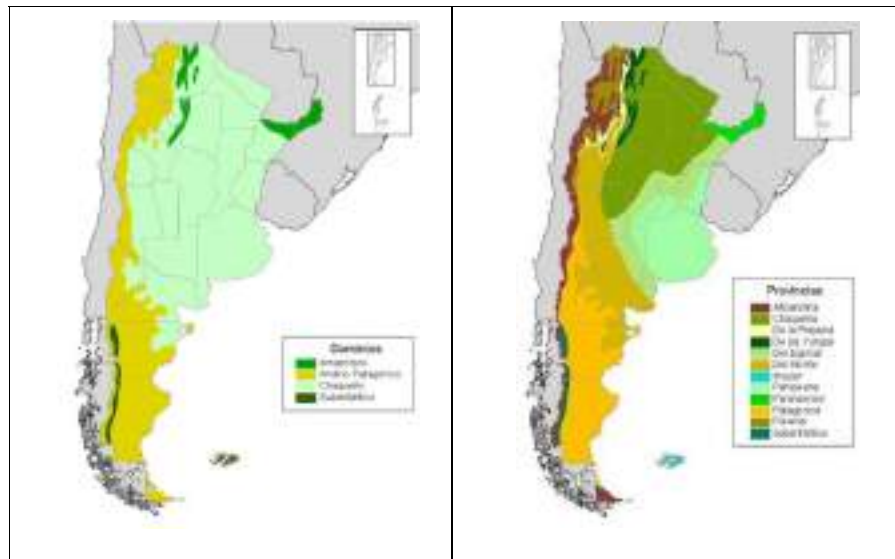 Dominios
Amazónico
Andino-Patagónico
Chaqueño
Subantártico
Provincias
Altoandina
Chaqueña
De la Prepuna
De las Yungas
Del Espinal
Del Monte
Insular
Pampeana
Paranaense
Patagónica
Puneña
Subantártica